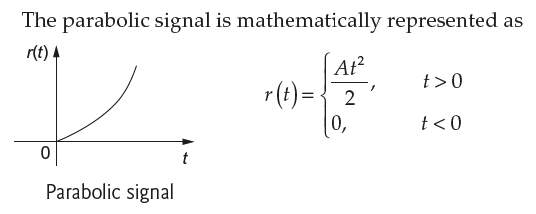 The parabolic signal is mathematically represented as
r(t)
0
t
Parabolic signal
r(t) = { At²/2, t > 0
0, t < 0